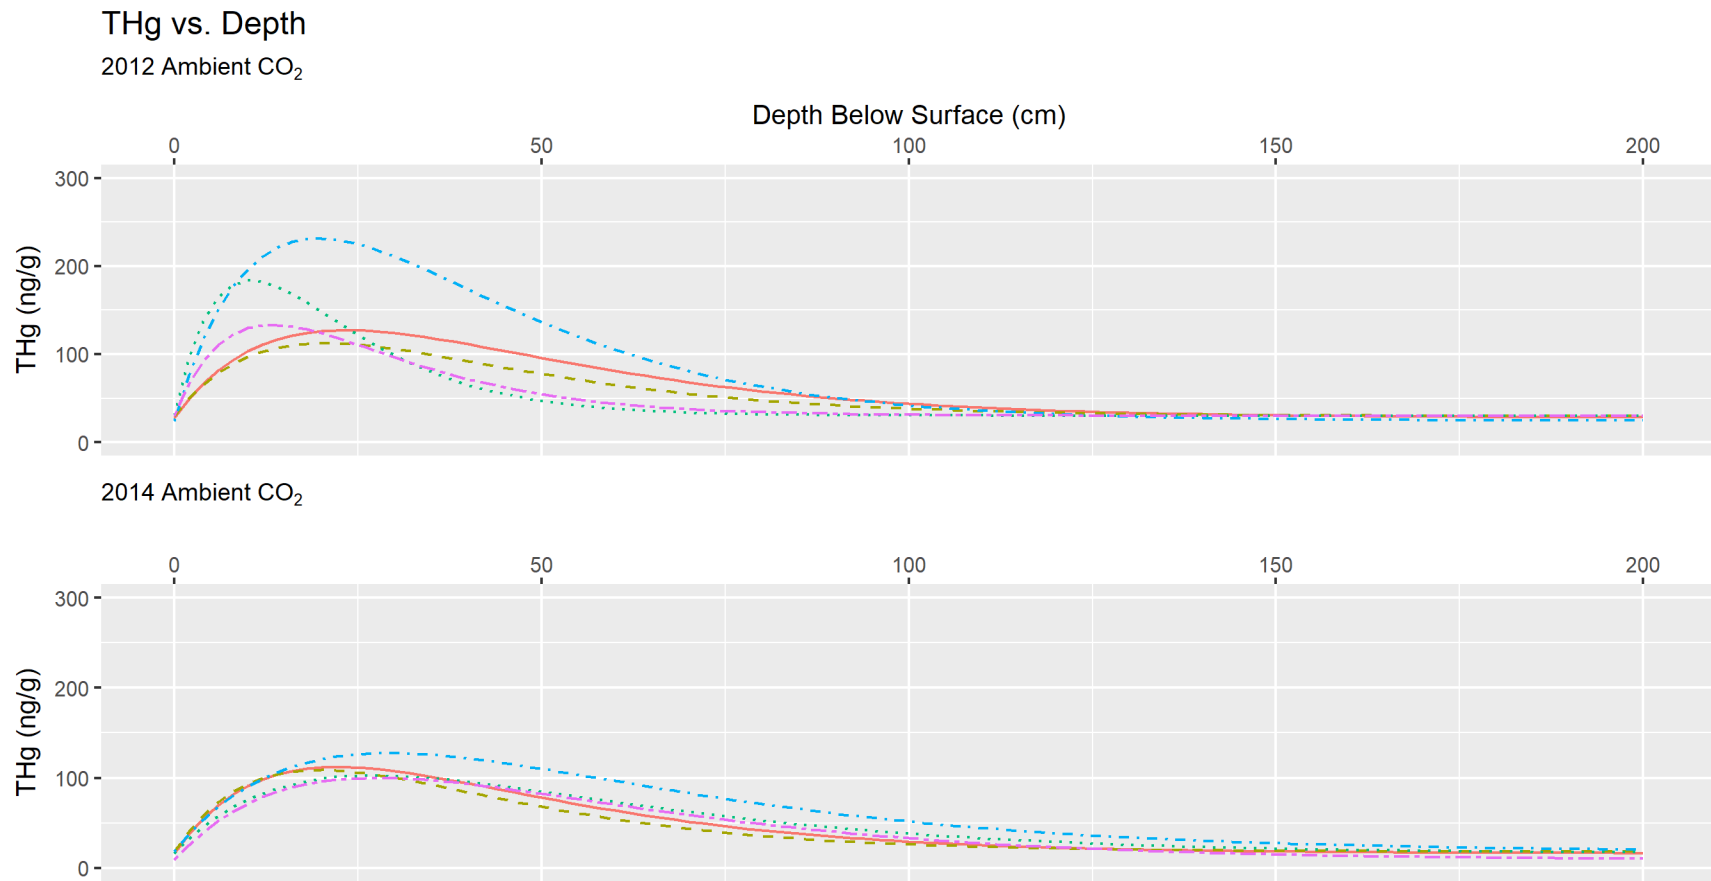 THg vs. Depth
2012 Ambient CO₂
Depth Below Surface (cm)
0 50 100 150 200
300
200
100
0
THg (ng/g)
2014 Ambient CO₂
0 50 100 150 200
300
200
100
0
THg (ng/g)